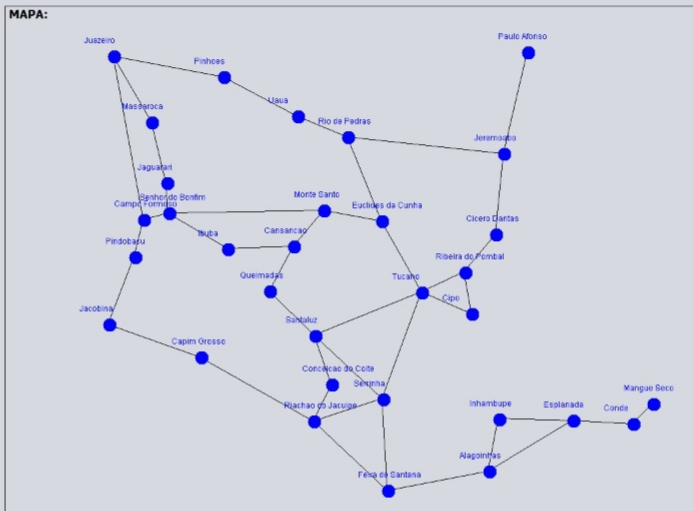 MAPA:
Paulo Afonso
Juazeiro
Pinhoes
Massaroca
Uaua
Rio de Pedras
Jeremoabo
Jaguarari
Senhor do Bonfim
Monte Santo
Campo Formoso
Euclides da Cunha
Cicero Dantas
Itiuba
Cansancao
Pindobacu
Ribeira do Pombal
Queimadas
Tucano
Cipo
Jacobina
Santaluz
Capim Grosso
Conceicao do Coite
Serrinha
Mangue Seco
Riachao do Jacuipe
Inhambupe
Esplanada
Conde
Alagoinhas
Feira de Santana